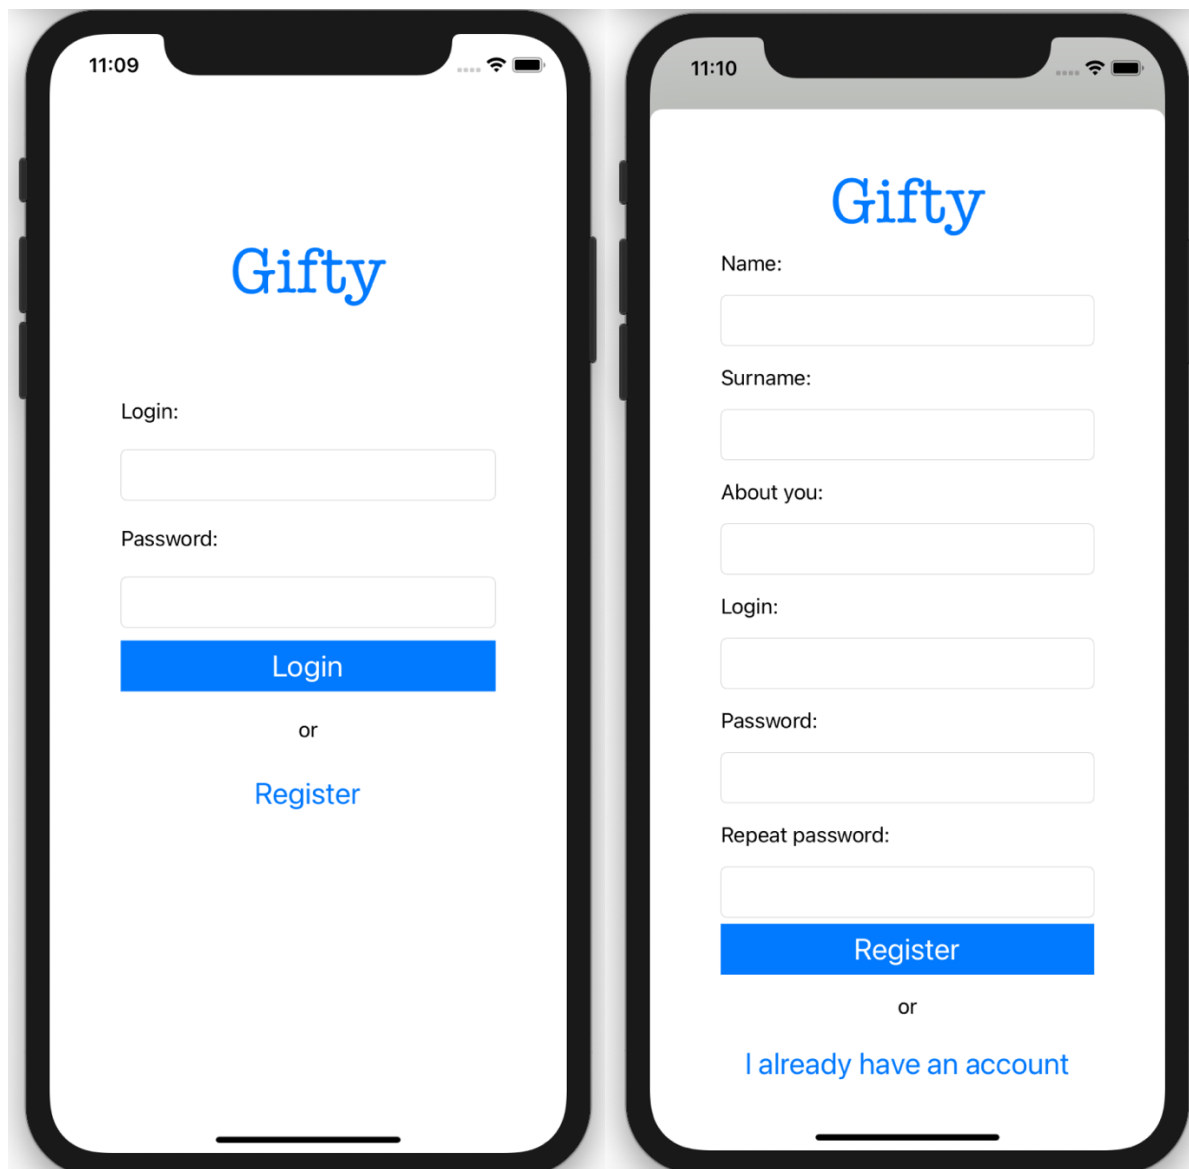 11:09
Gifty
Login:
Password:
Login
or
Register
11:10
Gifty
Name:
Surname:
About you:
Login:
Password:
Repeat password:
Register
or
I already have an account